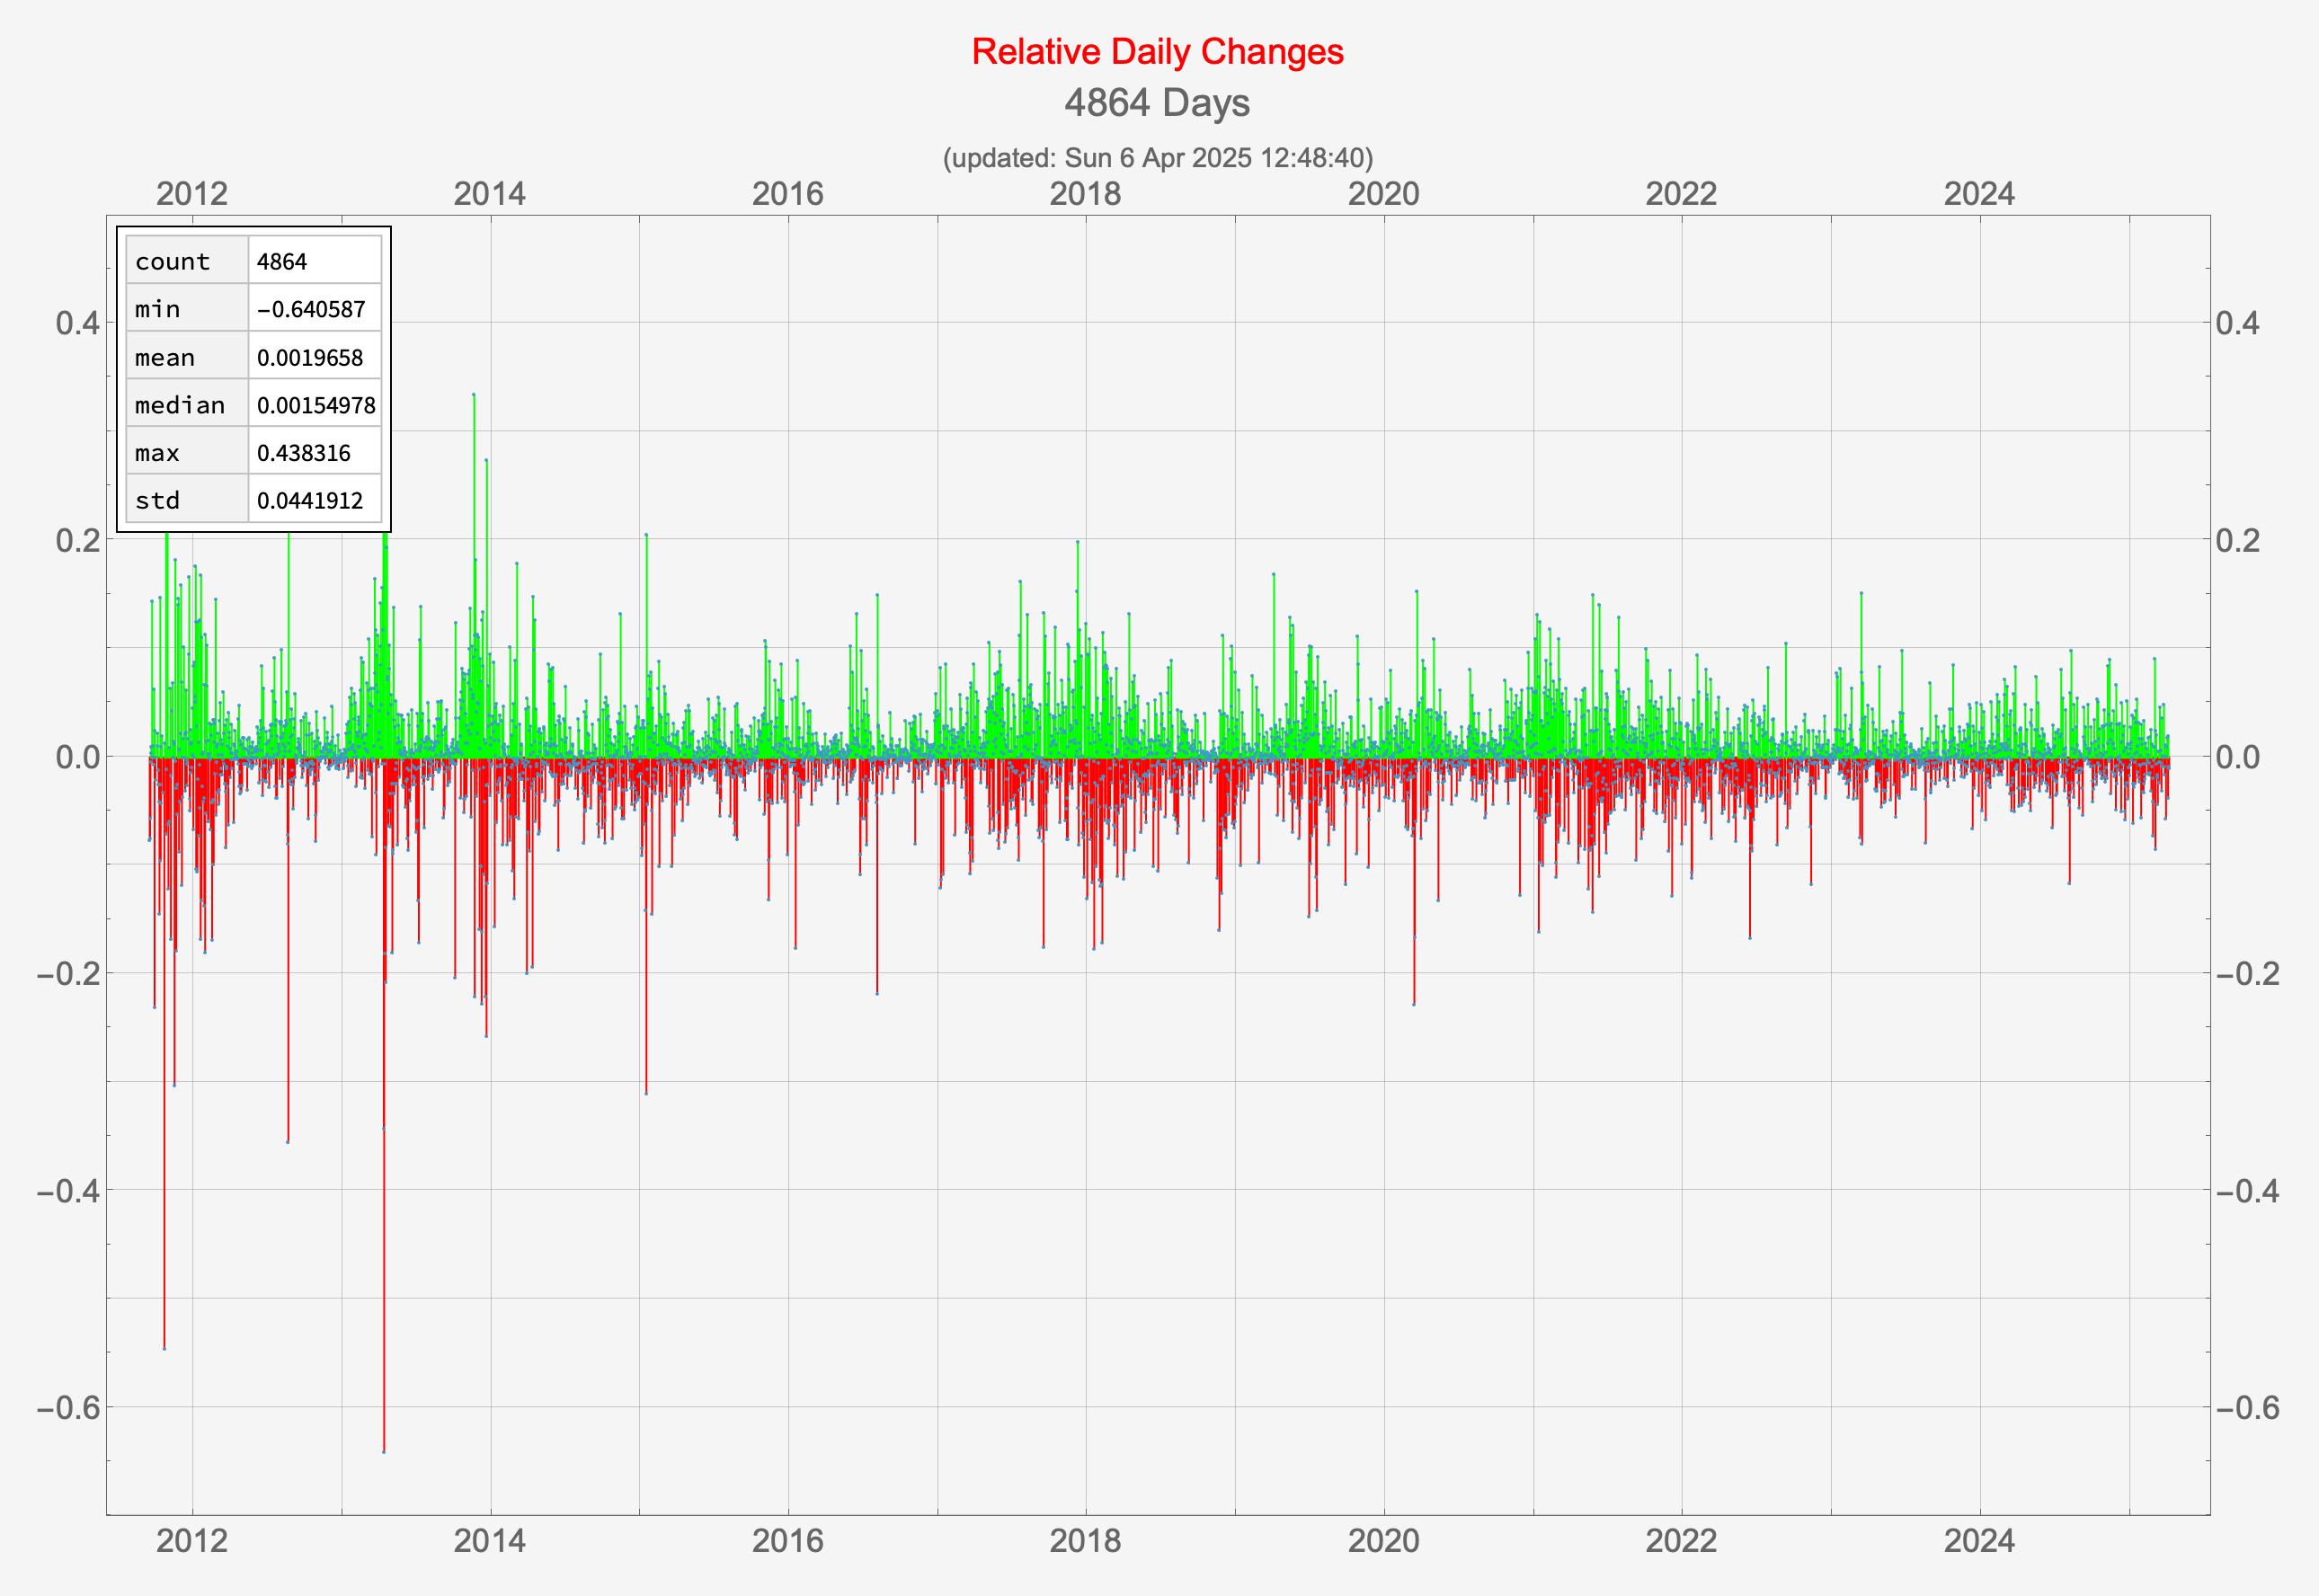 Relative Daily Changes
4864 Days
(updated: Sun 6 Apr 2025 12:48:40)
2012 2014 2016 2018 2020 2022 2024
count 4864
min −0.640587
mean 0.0019658
median 0.00154978
max 0.438316
std 0.0441912
0.4 0.4
0.2 0.2
0.0 0.0
−0.2 −0.2
−0.4 −0.4
−0.6 −0.6
2012 2014 2016 2018 2020 2022 2024